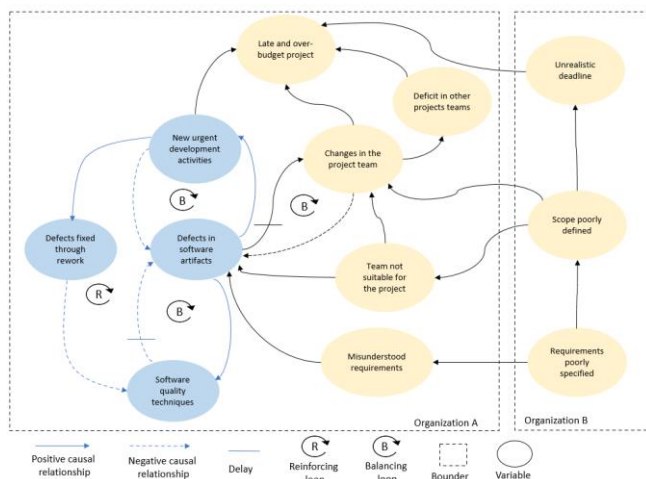 Late and over-
budget project
Unrealistic
deadline
Deficit in other
projects teams
New urgent
development
activities
Changes in the
project team
B
B
Defects fixed
through
rework
Defects in
software
artifacts
Scope poorly
defined
Team not
suitable for
the project
R
B
Misunderstood
requirements
Requirements
poorly
specified
Software
quality
techniques
Organization A
Organization B
R
B
Positive causal
relationship
Negative causal
relationship
Delay
Reinforcing
Balancing
Bounder
Variable